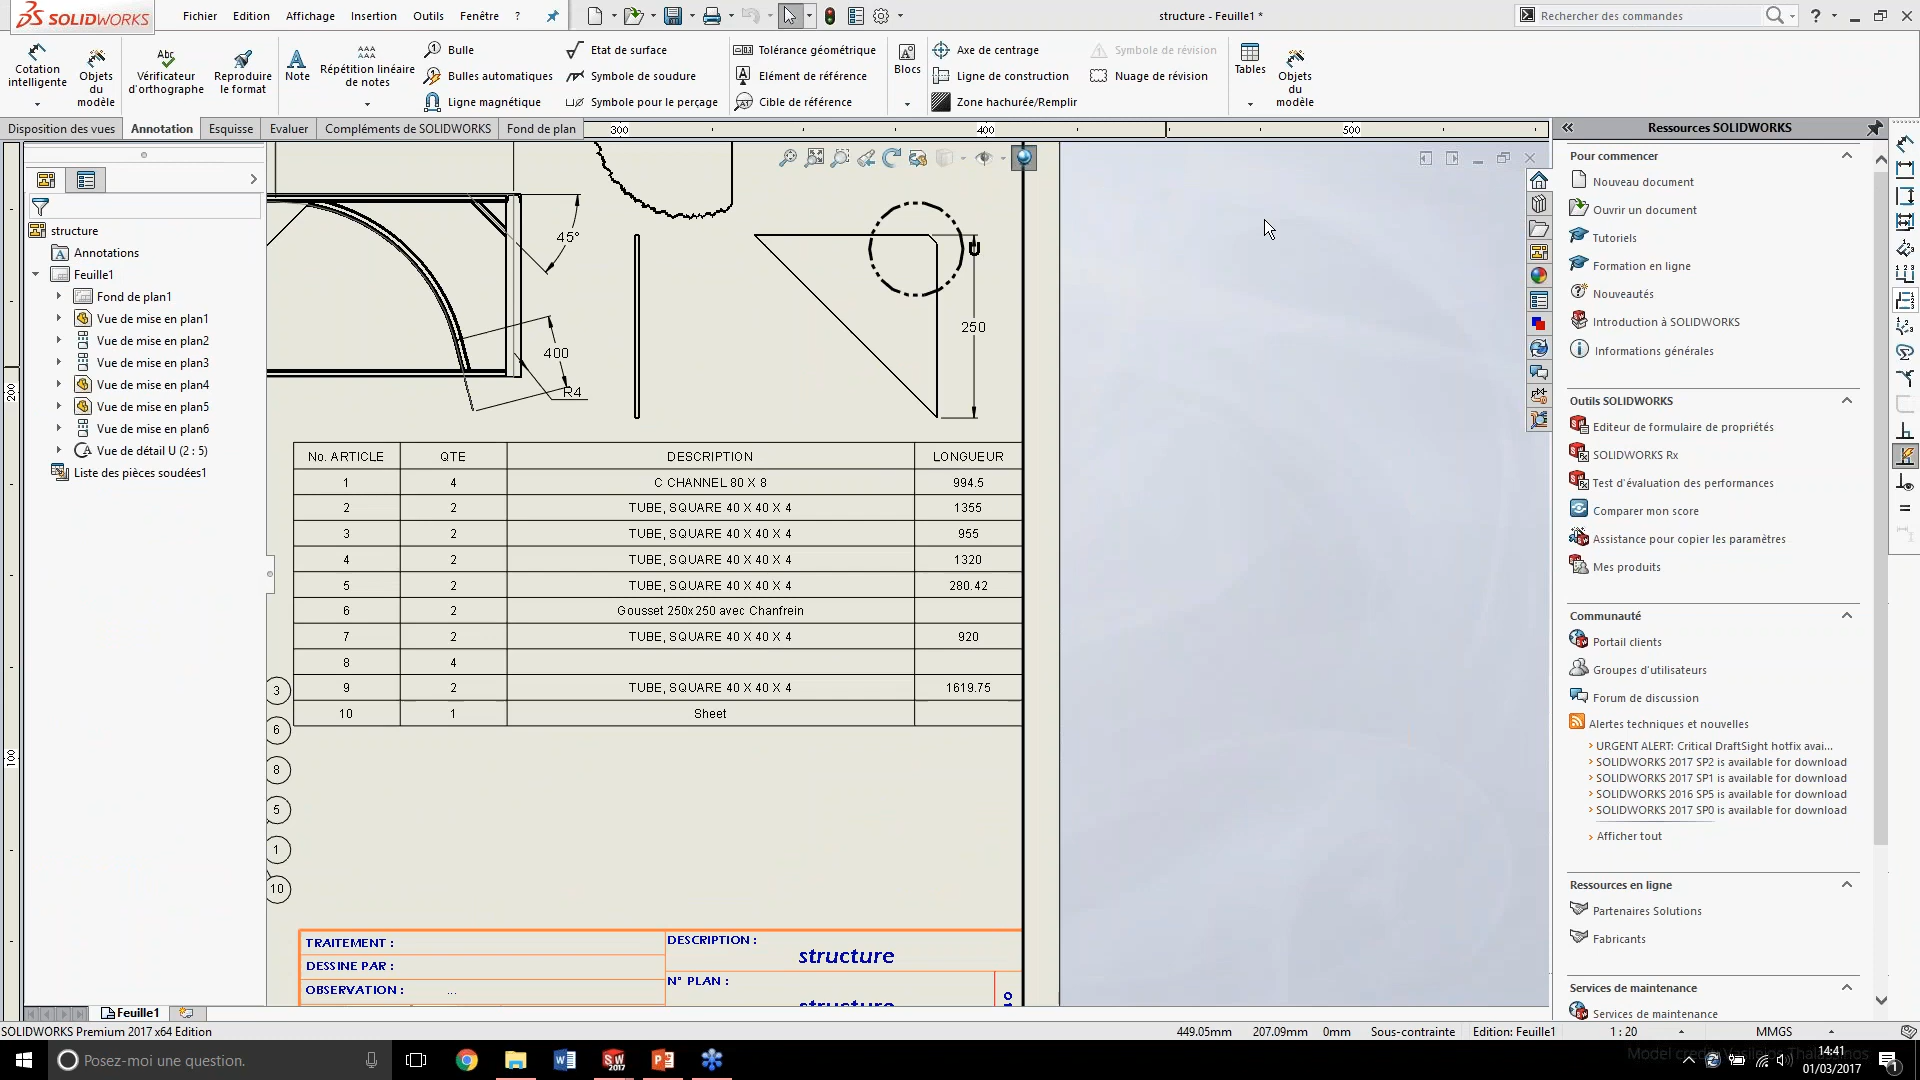 SOLIDWORKS
Fichier Edition Affichage Insertion Outils Fenêtre ?
structure - Feuille1 *
Rechercher des commandes
?
Cotation intelligente
Objets du modèle
Abc
Vérificateur d'orthographe
Reproduire le format
Note
Répétition linéaire de notes
Bulle
Bulles automatiques
Ligne magnétique
Etat de surface
Symbole de soudure
Symbole pour le perçage
Tolérance géométrique
Elément de référence
Cible de référence
Blocs
Axe de centrage
Ligne de construction
Zone hachurée/Remplir
Symbole de révision
Nuage de révision
Tables
Objets du modèle
Disposition des vues Annotation Esquisse Evaluer Compléments de SOLIDWORKS Fond de plan
300 400 500
structure
Annotations
Feuille1
Fond de plan1
Vue de mise en plan1
Vue de mise en plan2
Vue de mise en plan3
Vue de mise en plan4
Vue de mise en plan5
Vue de mise en plan6
Vue de détail U (2 : 5)
Liste des pièces soudées1
200
100
45°
400
R4
U
250
No. ARTICLE QTE DESCRIPTION LONGUEUR
1 4 C CHANNEL 80 X 8 994.5
2 2 TUBE, SQUARE 40 X 40 X 4 1355
3 2 TUBE, SQUARE 40 X 40 X 4 955
4 2 TUBE, SQUARE 40 X 40 X 4 1320
5 2 TUBE, SQUARE 40 X 40 X 4 280.42
6 2 Gousset 250x250 avec Chanfrein
7 2 TUBE, SQUARE 40 X 40 X 4 920
8 4
9 2 TUBE, SQUARE 40 X 40 X 4 1619.75
10 1 Sheet
3
6
8
5
1
10
TRAITEMENT :
DESSINE PAR :
OBSERVATION : ...
DESCRIPTION :
structure
N° PLAN :
structure
Ressources SOLIDWORKS
Pour commencer
Nouveau document
Ouvrir un document
Tutoriels
Formation en ligne
Nouveautés
Introduction à SOLIDWORKS
Informations générales
Outils SOLIDWORKS
Editeur de formulaire de propriétés
SOLIDWORKS Rx
Test d'évaluation des performances
Comparer mon score
Assistance pour copier les paramètres
Mes produits
Communauté
Portail clients
Groupes d'utilisateurs
Forum de discussion
Alertes techniques et nouvelles
URGENT ALERT: Critical DraftSight hotfix avai...
SOLIDWORKS 2017 SP2 is available for download
SOLIDWORKS 2017 SP1 is available for download
SOLIDWORKS 2016 SP5 is available for download
SOLIDWORKS 2017 SP0 is available for download
Afficher tout
Ressources en ligne
Partenaires Solutions
Fabricants
Services de maintenance
Services de maintenance
Feuille1
SOLIDWORKS Premium 2017 x64 Edition
449.05mm 207.09mm 0mm Sous-contrainte Edition: Feuille1 1 : 20 MMGS
Posez-moi une question.
14:41
01/03/2017
1